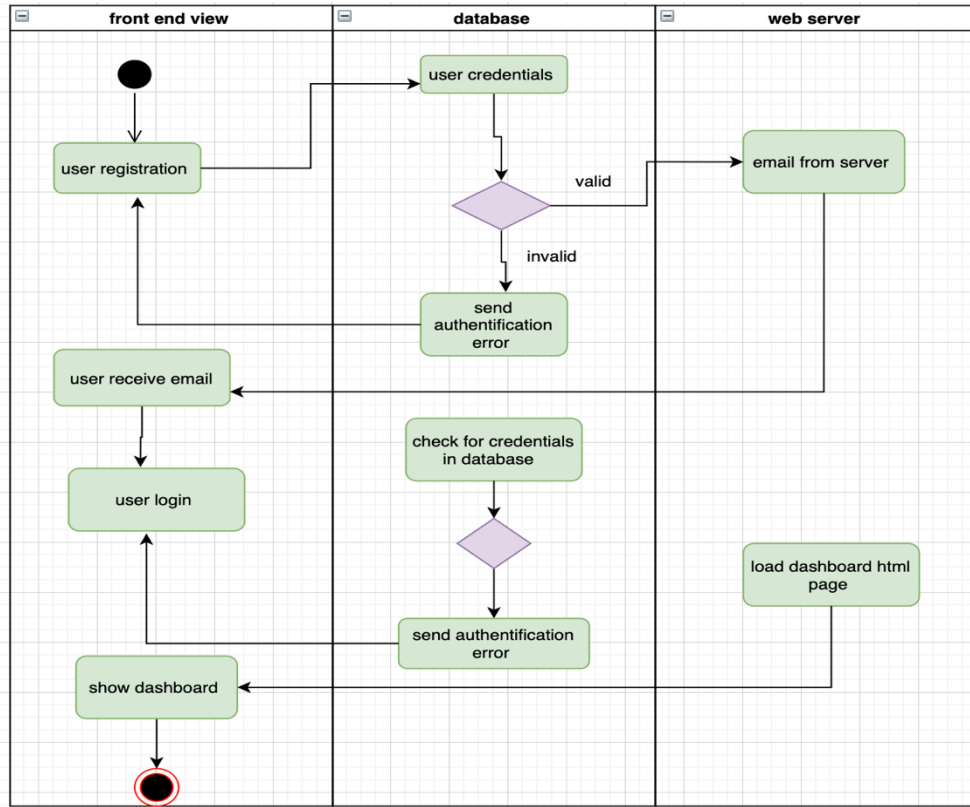 front end view
database
web server
user credentials
user registration
email from server
valid
invalid
send
authentification
error
user receive email
check for credentials
in database
user login
load dashboard html
page
send authentification
error
show dashboard